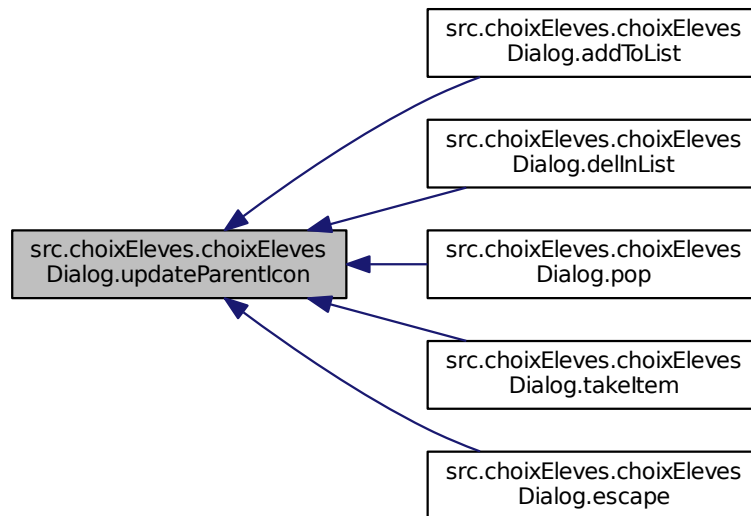 src.choixEleves.choixEleves
Dialog.addToList
src.choixEleves.choixEleves
Dialog.delInList
src.choixEleves.choixEleves
Dialog.updateParentIcon
src.choixEleves.choixEleves
Dialog.pop
src.choixEleves.choixEleves
Dialog.takeItem
src.choixEleves.choixEleves
Dialog.escape